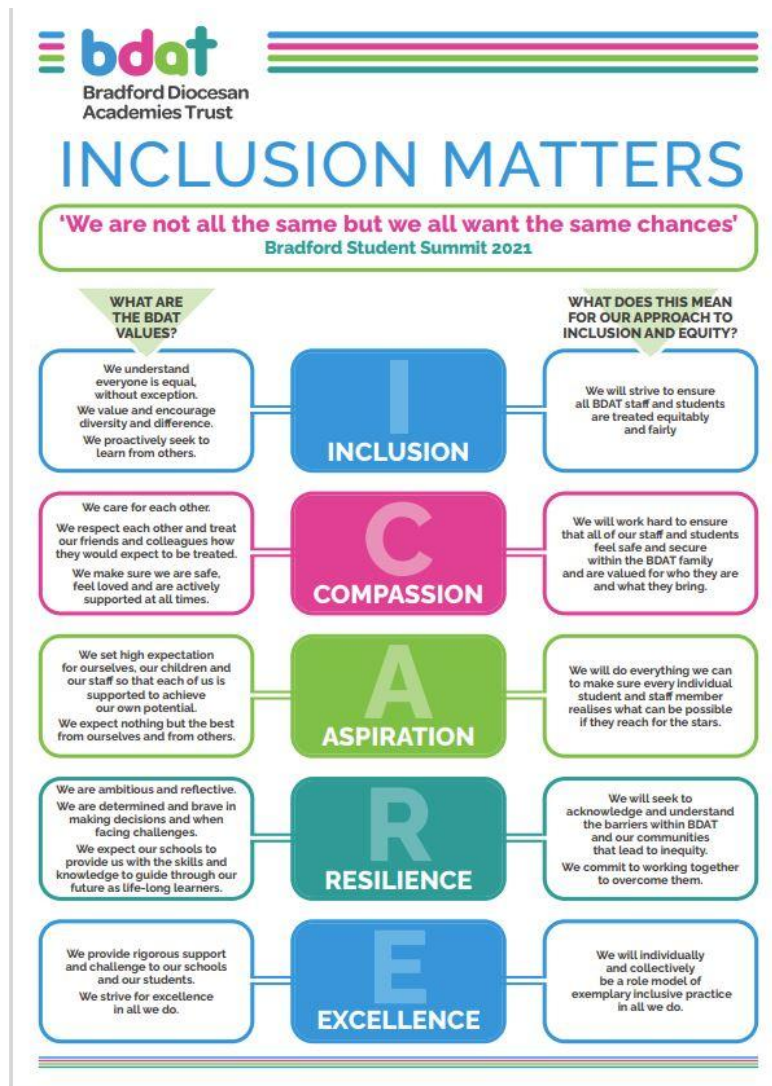 bdat
Bradford Diocesan
Academies Trust
INCLUSION MATTERS
'We are not all the same but we all want the same chances'
Bradford Student Summit 2021
WHAT ARE
THE BDAT
VALUES?
WHAT DOES THIS MEAN
FOR OUR APPROACH TO
INCLUSION AND EQUITY?
We understand
everyone is equal,
without exception.
We value and encourage
diversity and difference.
We proactively seek to
learn from others.
I
INCLUSION
We will strive to ensure
all BDAT staff and students
are treated equitably
and fairly
We care for each other.
We respect each other and treat
our friends and colleagues how
they would expect to be treated.
We make sure we are safe,
feel loved and are actively
supported at all times.
C
COMPASSION
We will work hard to ensure
that all of our staff and students
feel safe and secure
within the BDAT family
and are valued for who they are
and what they bring.
We set high expectation
for ourselves, our children and
our staff so that each of us is
supported to achieve
our own potential.
We expect nothing but the best
from ourselves and from others.
A
ASPIRATION
We will do everything we can
to make sure every individual
student and staff member
realises what can be possible
if they reach for the stars.
We are ambitious and reflective.
We are determined and brave in
making decisions and when
facing challenges.
We expect our schools to
provide us with the skills and
knowledge to guide through our
future as life-long learners.
R
RESILIENCE
We will seek to
acknowledge and understand
the barriers within BDAT
and our communities
that lead to inequity.
We commit to working together
to overcome them.
We provide rigorous support
and challenge to our schools
and our students.
We strive for excellence
in all we do.
E
EXCELLENCE
We will individually
and collectively
be a role model of
exemplary inclusive practice
in all we do.